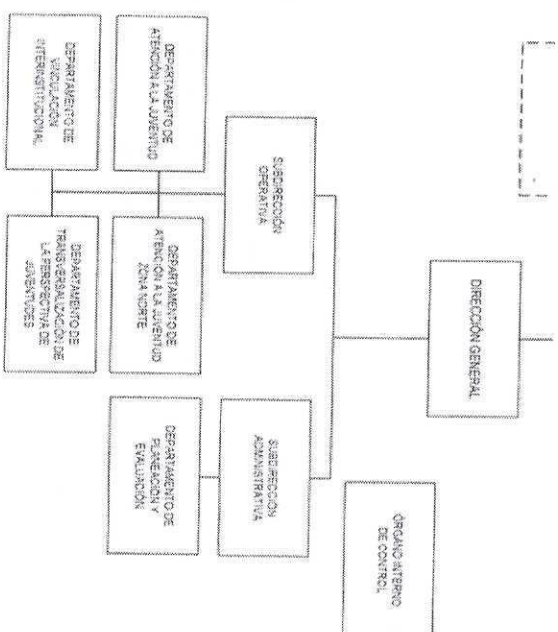 DIRECCIÓN GENERAL
ÓRGANO INTERNO
DE CONTROL
SUBDIRECCIÓN
OPERATIVA
SUBDIRECCIÓN
ADMINISTRATIVA
DEPARTAMENTO DE
ATENCIÓN A LA JUVENTUD
DEPARTAMENTO DE
ATENCIÓN A LA JUVENTUD
ZONA NORTE
DEPARTAMENTO DE
PLANEACIÓN Y
EVALUACIÓN
DEPARTAMENTO DE
VINCULACIÓN
INTERINSTITUCIONAL
DEPARTAMENTO DE
TRANSVERSALIZACIÓN DE
LA PERSPECTIVA DE
JUVENTUDES